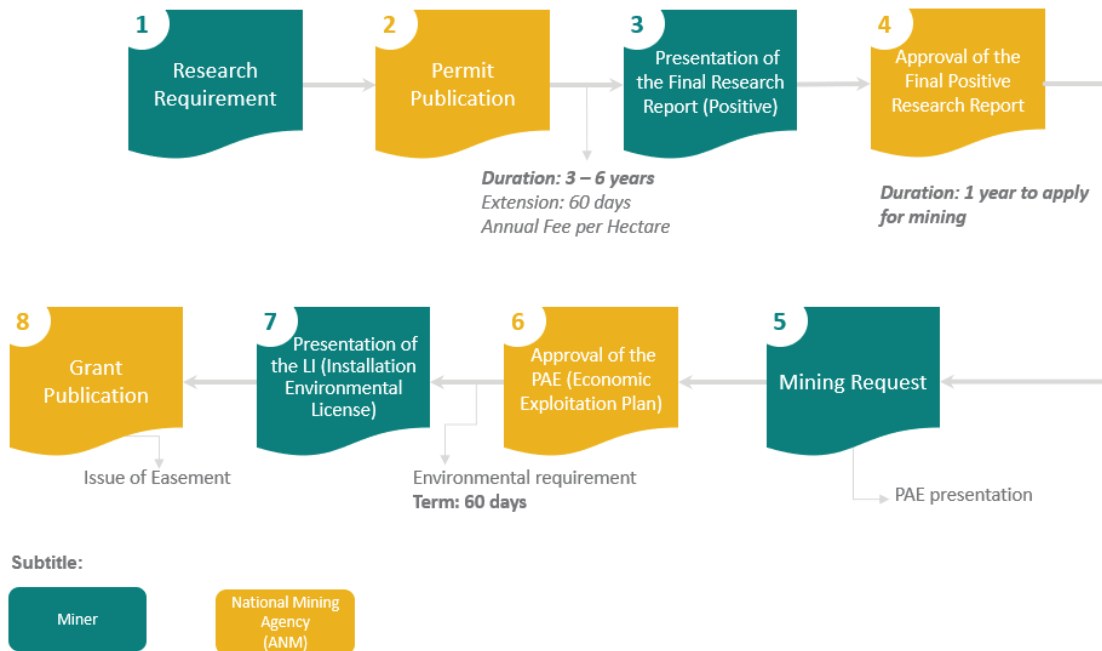 1
Research
Requirement
2
Permit
Publication
3
Presentation of
the Final Research
Report (Positive)
4
Approval of the
Final Positive
Research Report
Duration: 3 – 6 years
Extension: 60 days
Annual Fee per Hectare
Duration: 1 year to apply
for mining
8
Grant
Publication
7
Presentation of
the LI (Installation
Environmental
License)
6
Approval of the
PAE (Economic
Exploitation Plan)
5
Mining Request
Issue of Easement
Environmental requirement
Term: 60 days
PAE presentation
Subtitle:
Miner
National Mining
Agency
(ANM)